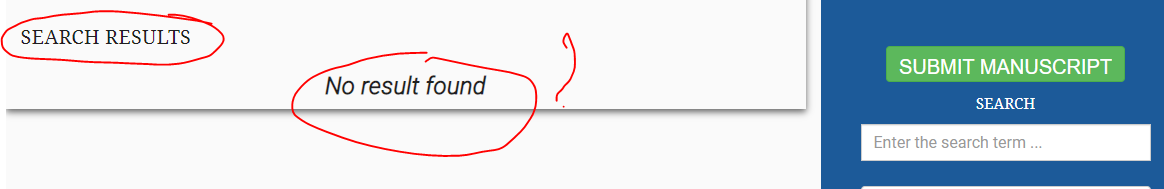 SEARCH RESULTS
No result found
?
SUBMIT MANUSCRIPT
SEARCH
Enter the search term ...